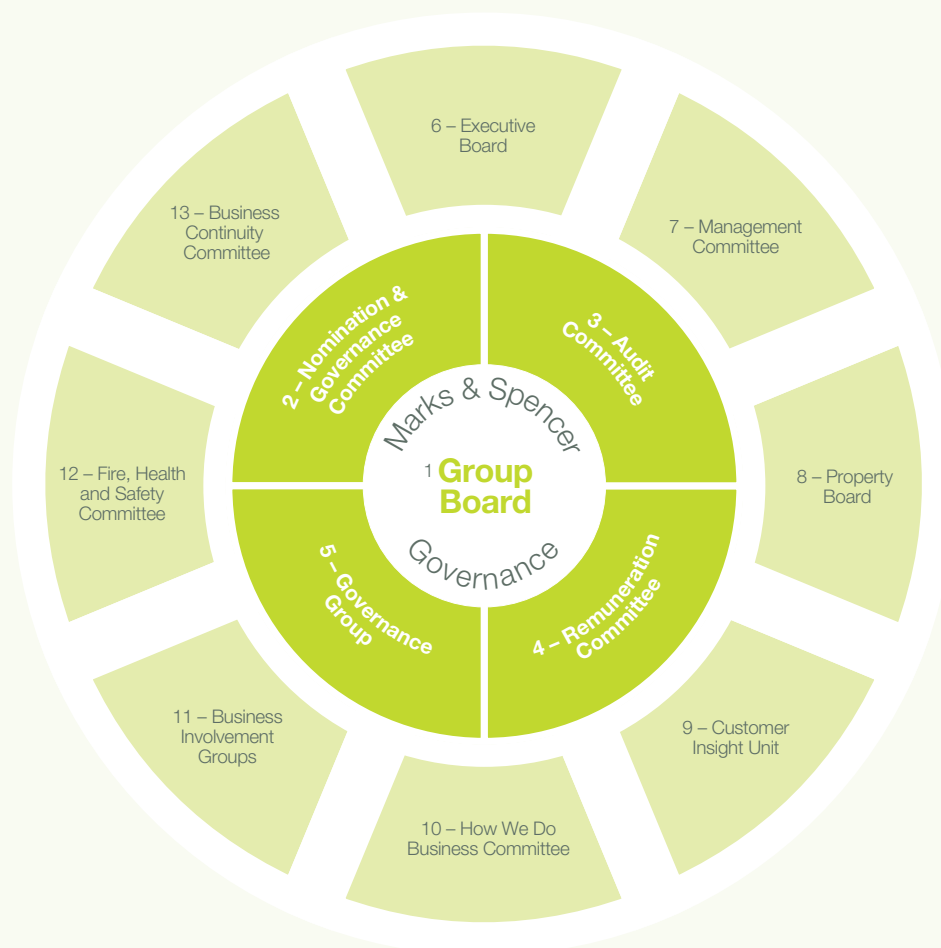 Marks & Spencer
1 Group
Board
Governance
2 – Nomination &
Governance
Committee
3 – Audit
Committee
4 – Remuneration
Committee
5 – Governance
Group
6 – Executive
Board
7 – Management
Committee
8 – Property
Board
9 – Customer
Insight Unit
10 – How We Do
Business Committee
11 – Business
Involvement
Groups
12 – Fire, Health
and Safety
Committee
13 – Business
Continuity
Committee